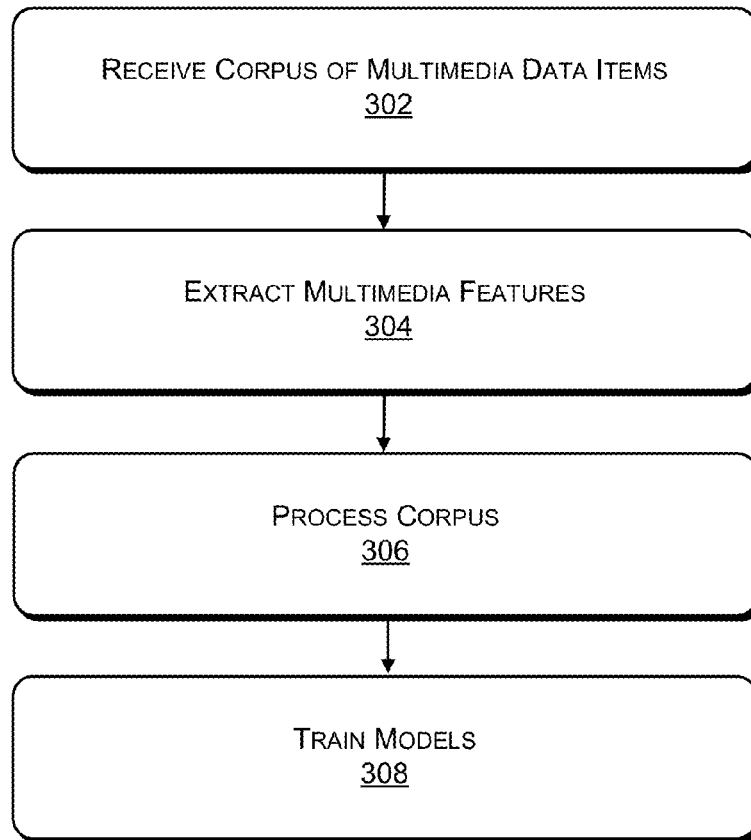 RECEIVE CORPUS OF MULTIMEDIA DATA ITEMS
302
EXTRACT MULTIMEDIA FEATURES
304
PROCESS CORPUS
306
TRAIN MODELS
308